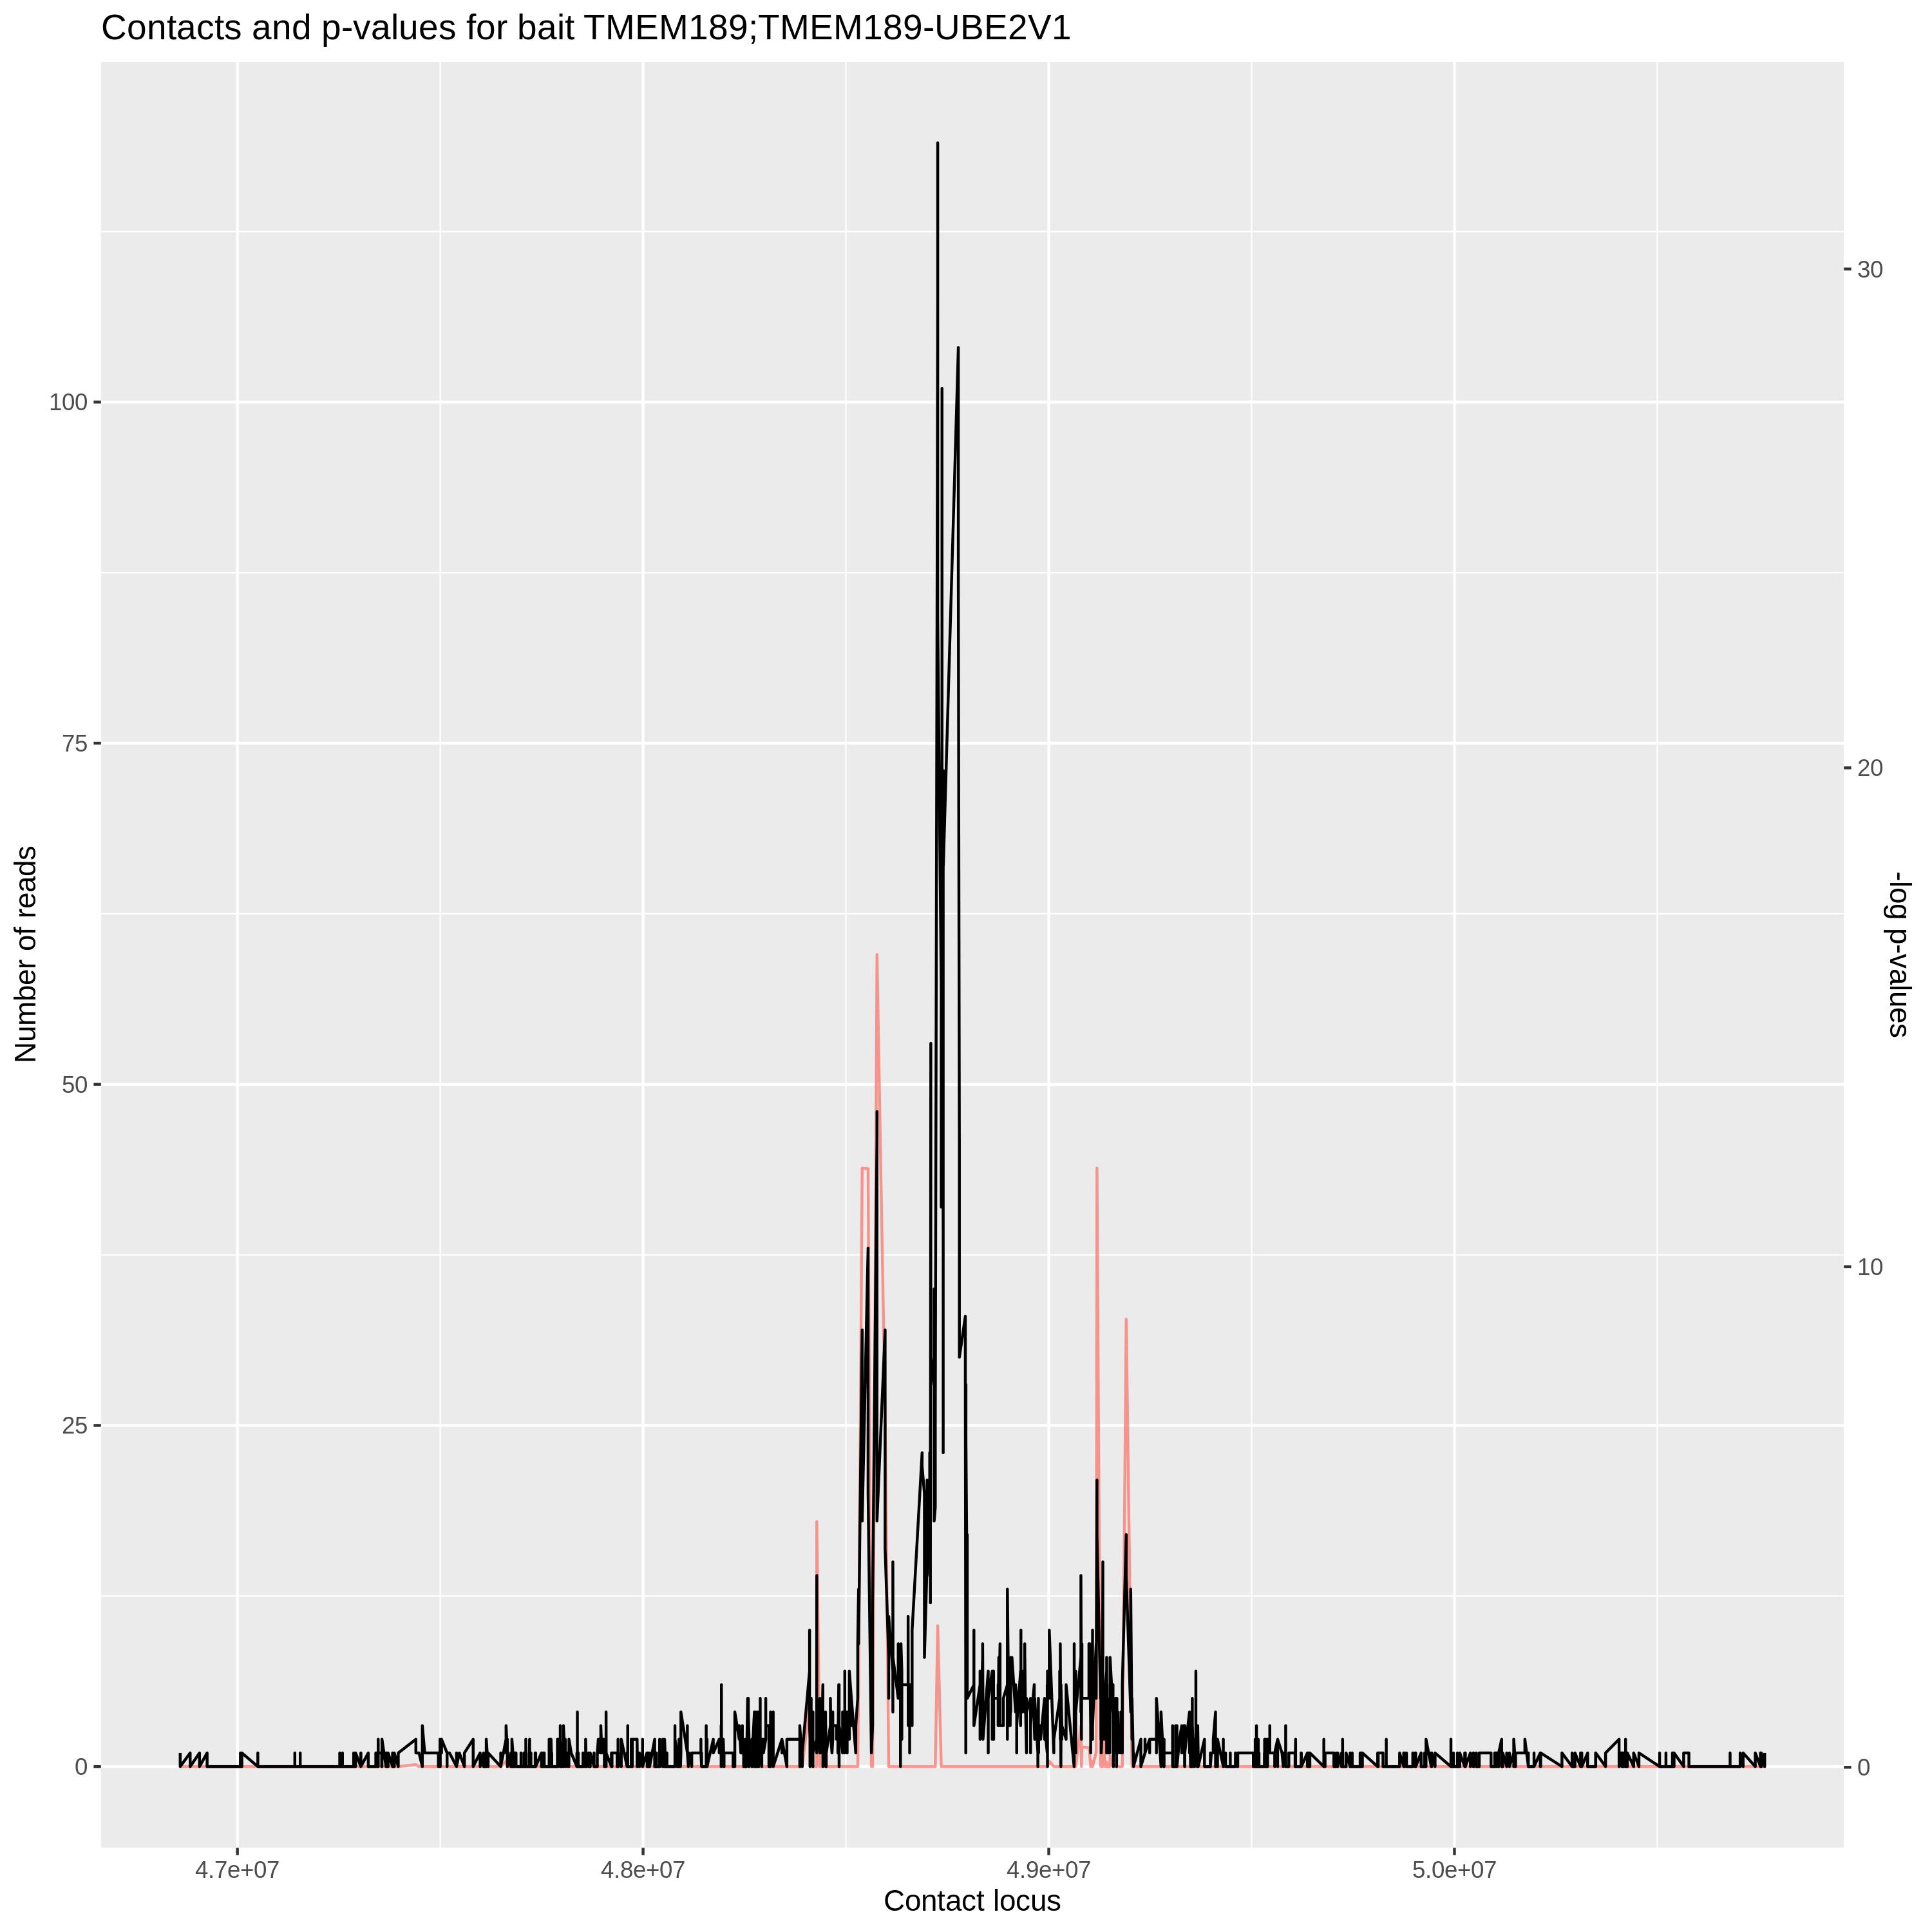 Contacts and p-values for bait TMEM189;TMEM189-UBE2V1
Number of reads
100
75
50
25
0
30
20
10
0
-log p-values
4.7e+07
4.8e+07
4.9e+07
5.0e+07
Contact locus